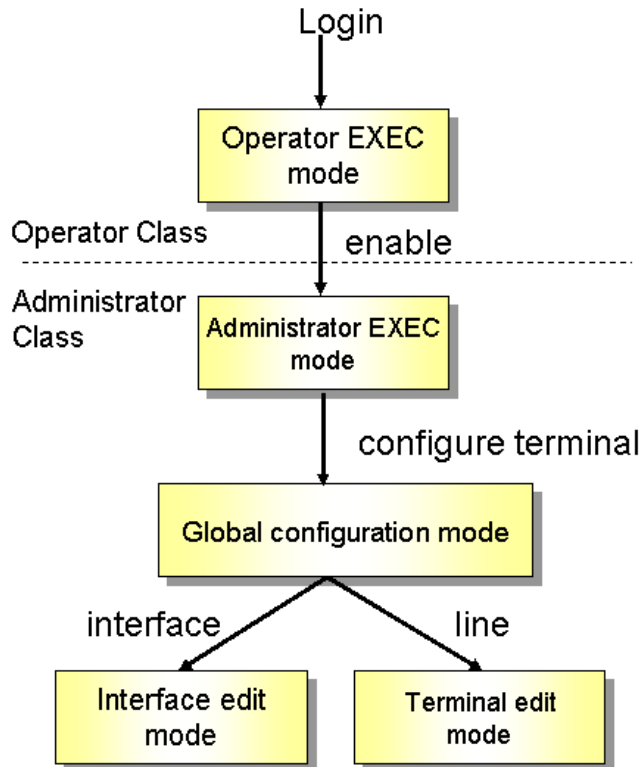 Login
Operator EXEC
mode
Operator Class
enable
Administrator
Class
Administrator EXEC
mode
configure terminal
Global configuration mode
interface
line
Interface edit
mode
Terminal edit
mode